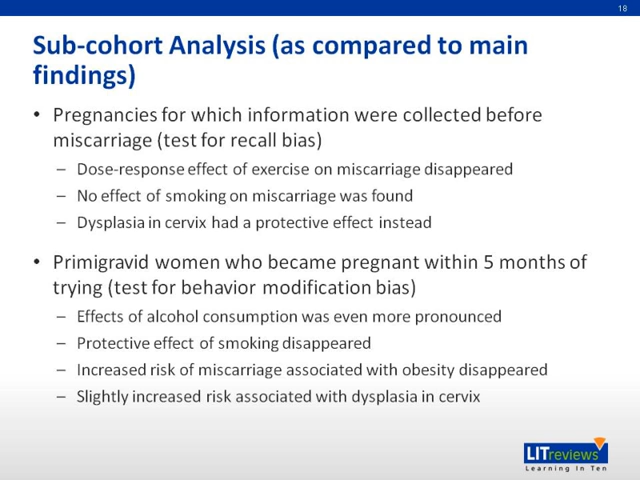 18
Sub-cohort Analysis (as compared to main
findings)
• Pregnancies for which information were collected before
miscarriage (test for recall bias)
– Dose-response effect of exercise on miscarriage disappeared
– No effect of smoking on miscarriage was found
– Dysplasia in cervix had a protective effect instead
• Primigravid women who became pregnant within 5 months of
trying (test for behavior modification bias)
– Effects of alcohol consumption was even more pronounced
– Protective effect of smoking disappeared
– Increased risk of miscarriage associated with obesity disappeared
– Slightly increased risk associated with dysplasia in cervix
LITreviews
Learning In Ten